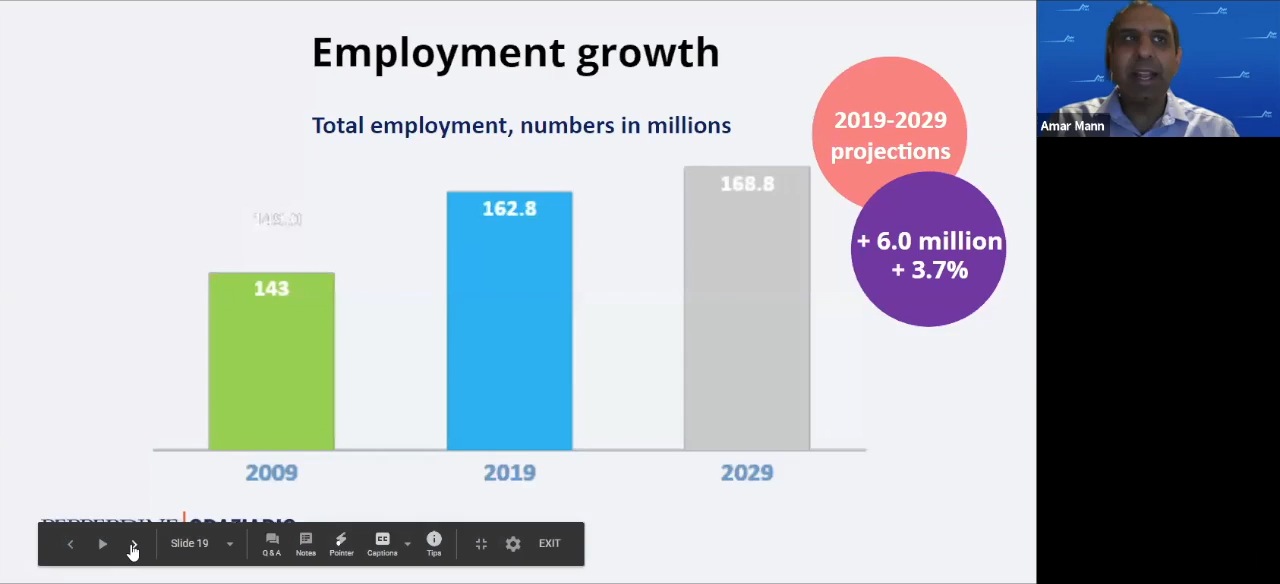 Employment growth
Total employment, numbers in millions
2019-2029
projections
+ 6.0 million
+ 3.7%
143
162.8
168.8
2009
2019
2029
Slide 19
Q & A
Notes
Pointer
Captions
Tips
EXIT
Amar Mann